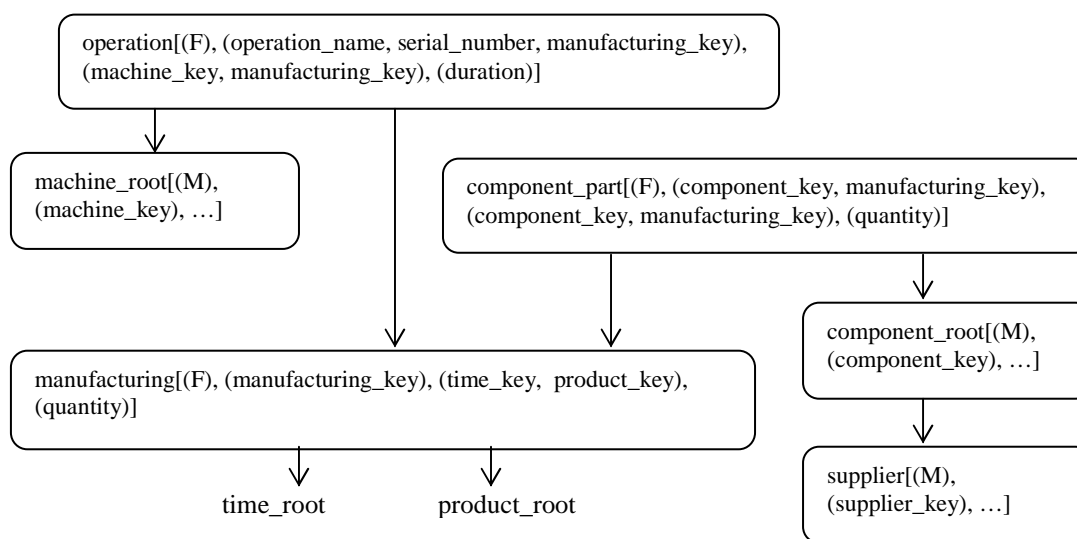 operation[(F), (operation_name, serial_number, manufacturing_key),
(machine_key, manufacturing_key), (duration)]
machine_root[(M),
(machine_key), …]
component_part[(F), (component_key, manufacturing_key),
(component_key, manufacturing_key), (quantity)]
component_root[(M),
(component_key), …]
manufacturing[(F), (manufacturing_key), (time_key, product_key),
(quantity)]
supplier[(M),
(supplier_key), …]
time_root
product_root